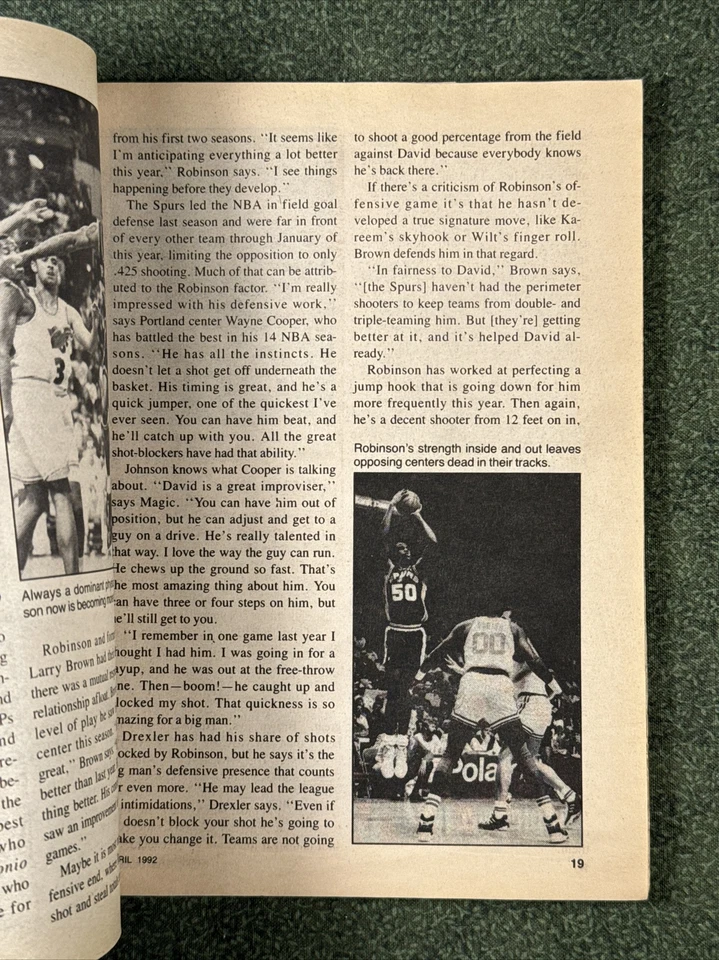 Always a dominant
son now is becoming
Robinson and
Larry Brown had
there was a mutual
relationship afloat.
level of play he
center this season
great," Brown says
better than last
thing better. His
saw an improvement
games."
Maybe it is
fensive end, where
shot and steal
from his first two seasons. "It seems like
I'm anticipating everything a lot better
this year," Robinson says. "I see things
happening before they develop."
The Spurs led the NBA in field goal
defense last season and were far in front
of every other team through January of
this year, limiting the opposition to only
.425 shooting. Much of that can be attrib-
uted to the Robinson factor. "I'm really
impressed with his defensive work,"
says Portland center Wayne Cooper, who
has battled the best in his 14 NBA sea-
sons. "He has all the instincts. He
doesn't let a shot get off underneath the
basket. His timing is great, and he's a
quick jumper, one of the quickest I've
ever seen. You can have him beat, and
he'll catch up with you. All the great
shot-blockers have had that ability."
Johnson knows what Cooper is talking
about. "David is a great improviser,"
says Magic. "You can have him out of
position, but he can adjust and get to a
guy on a drive. He's really talented in
that way. I love the way the guy can run.
He chews up the ground so fast. That's
the most amazing thing about him. You
can have three or four steps on him, but
he'll still get to you.
"I remember in one game last year I
thought I had him. I was going in for a
ayup, and he was out at the free-throw
ine. Then—boom!—he caught up and
locked my shot. That quickness is so
mazing for a big man."
Drexler has had his share of shots
ocked by Robinson, but he says it's the
g man's defensive presence that counts
r even more. "He may lead the league
intimidations," Drexler says. "Even if
doesn't block your shot he's going to
ake you change it. Teams are not going
RIL 1992
to shoot a good percentage from the field
against David because everybody knows
he's back there."
If there's a criticism of Robinson's of-
fensive game it's that he hasn't de-
veloped a true signature move, like Ka-
reem's skyhook or Wilt's finger roll.
Brown defends him in that regard.
"In fairness to David," Brown says,
"[the Spurs] haven't had the perimeter
shooters to keep teams from double- and
triple-teaming him. But [they're] getting
better at it, and it's helped David al-
ready."
Robinson has worked at perfecting a
jump hook that is going down for him
more frequently this year. Then again,
he's a decent shooter from 12 feet on in,
Robinson's strength inside and out leaves
opposing centers dead in their tracks.
SPURS
50
PARISH
00
Pola
19